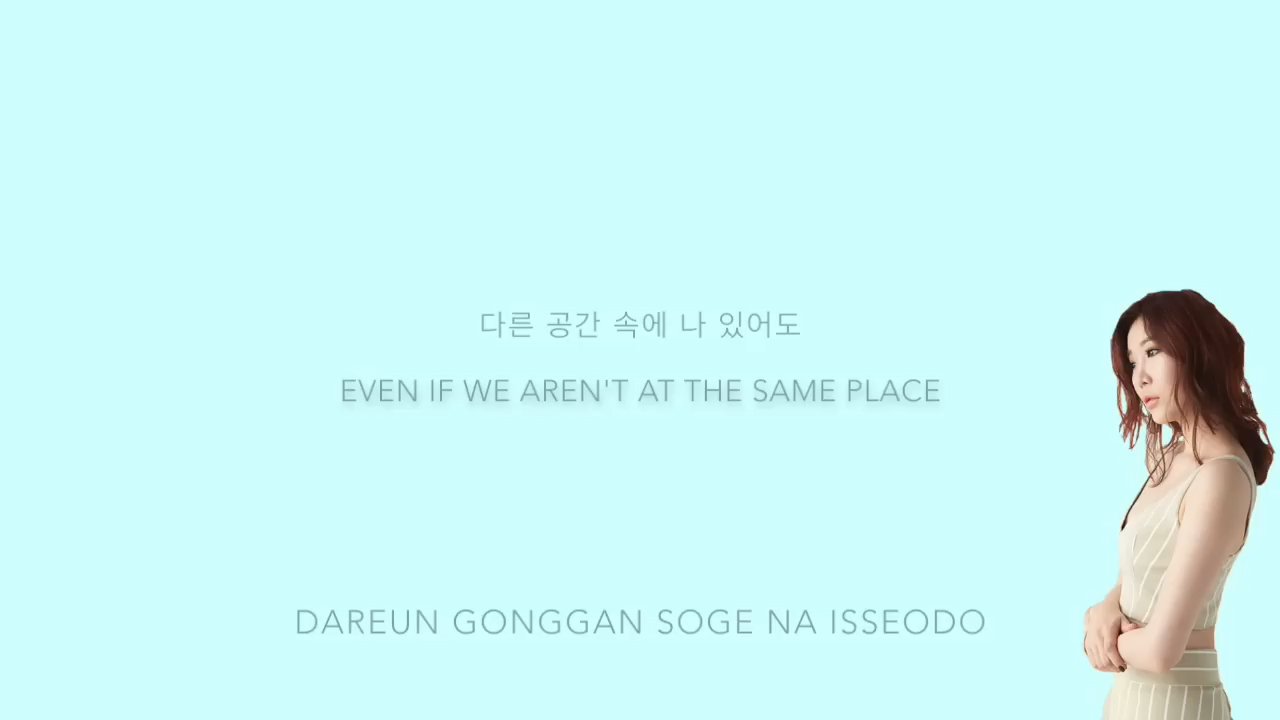 다른 공간 속에 나 있어도
EVEN IF WE AREN'T AT THE SAME PLACE
DAREUN GONGGAN SOGE NA ISSEODO